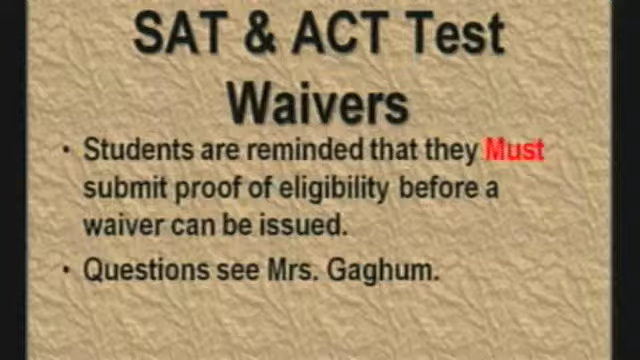 SAT & ACT Test
Waivers
• Students are reminded that they Must
submit proof of eligibility before a
waiver can be issued.
• Questions see Mrs. Gaghum.